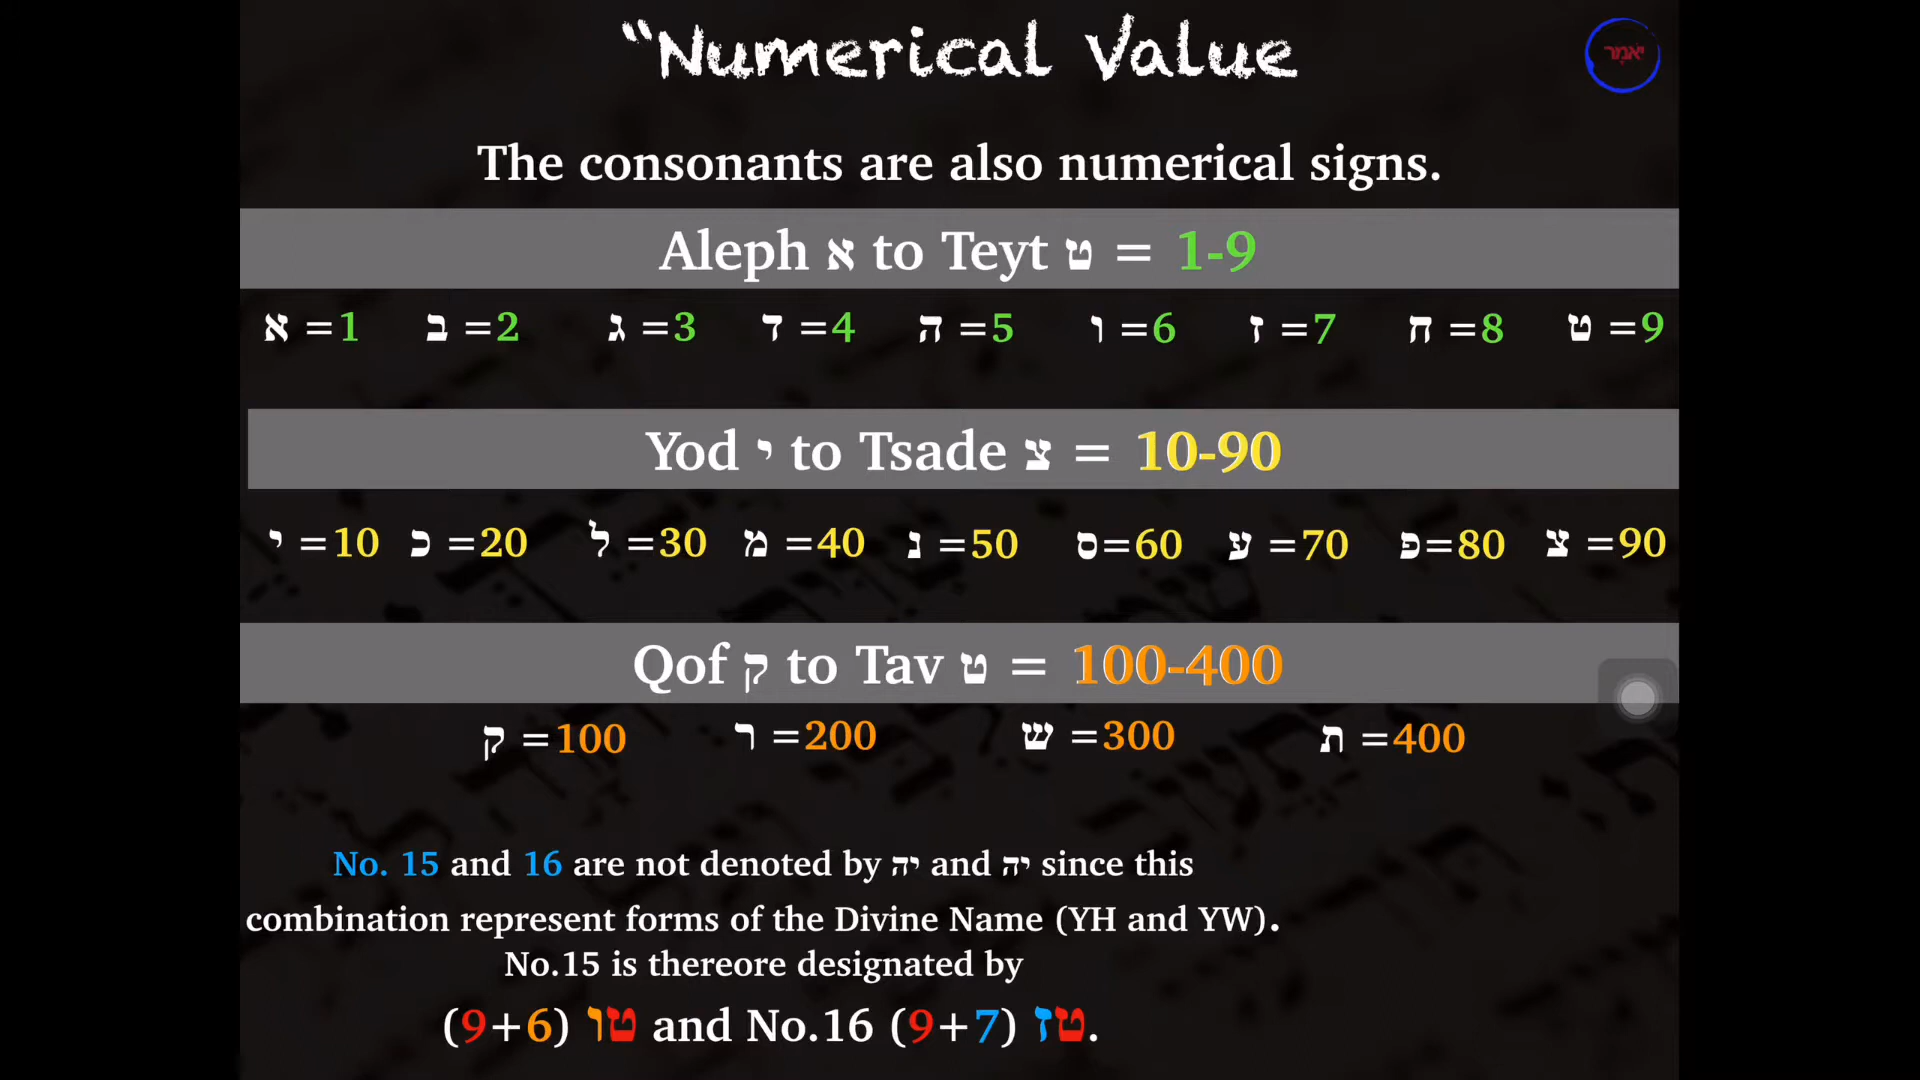 “Numerical Value
יאמר
The consonants are also numerical signs.
Aleph א to Teyt ט = 1-9
א =1 ב =2 ג =3 ד =4 ה =5 ו =6 ז =7 ח =8 ט =9
Yod י to Tsade צ = 10-90
י =10 כ =20 ל =30 מ =40 נ =50 ס=60 ע =70 פ=80 צ =90
Qof ק to Tav ט = 100-400
ק =100 ר =200 ש =300 ת =400
No. 15 and 16 are not denoted by יה and יה since this
combination represent forms of the Divine Name (YH and YW).
No.15 is thereore designated by
(9+6) טו and No.16 (9+7) טז.